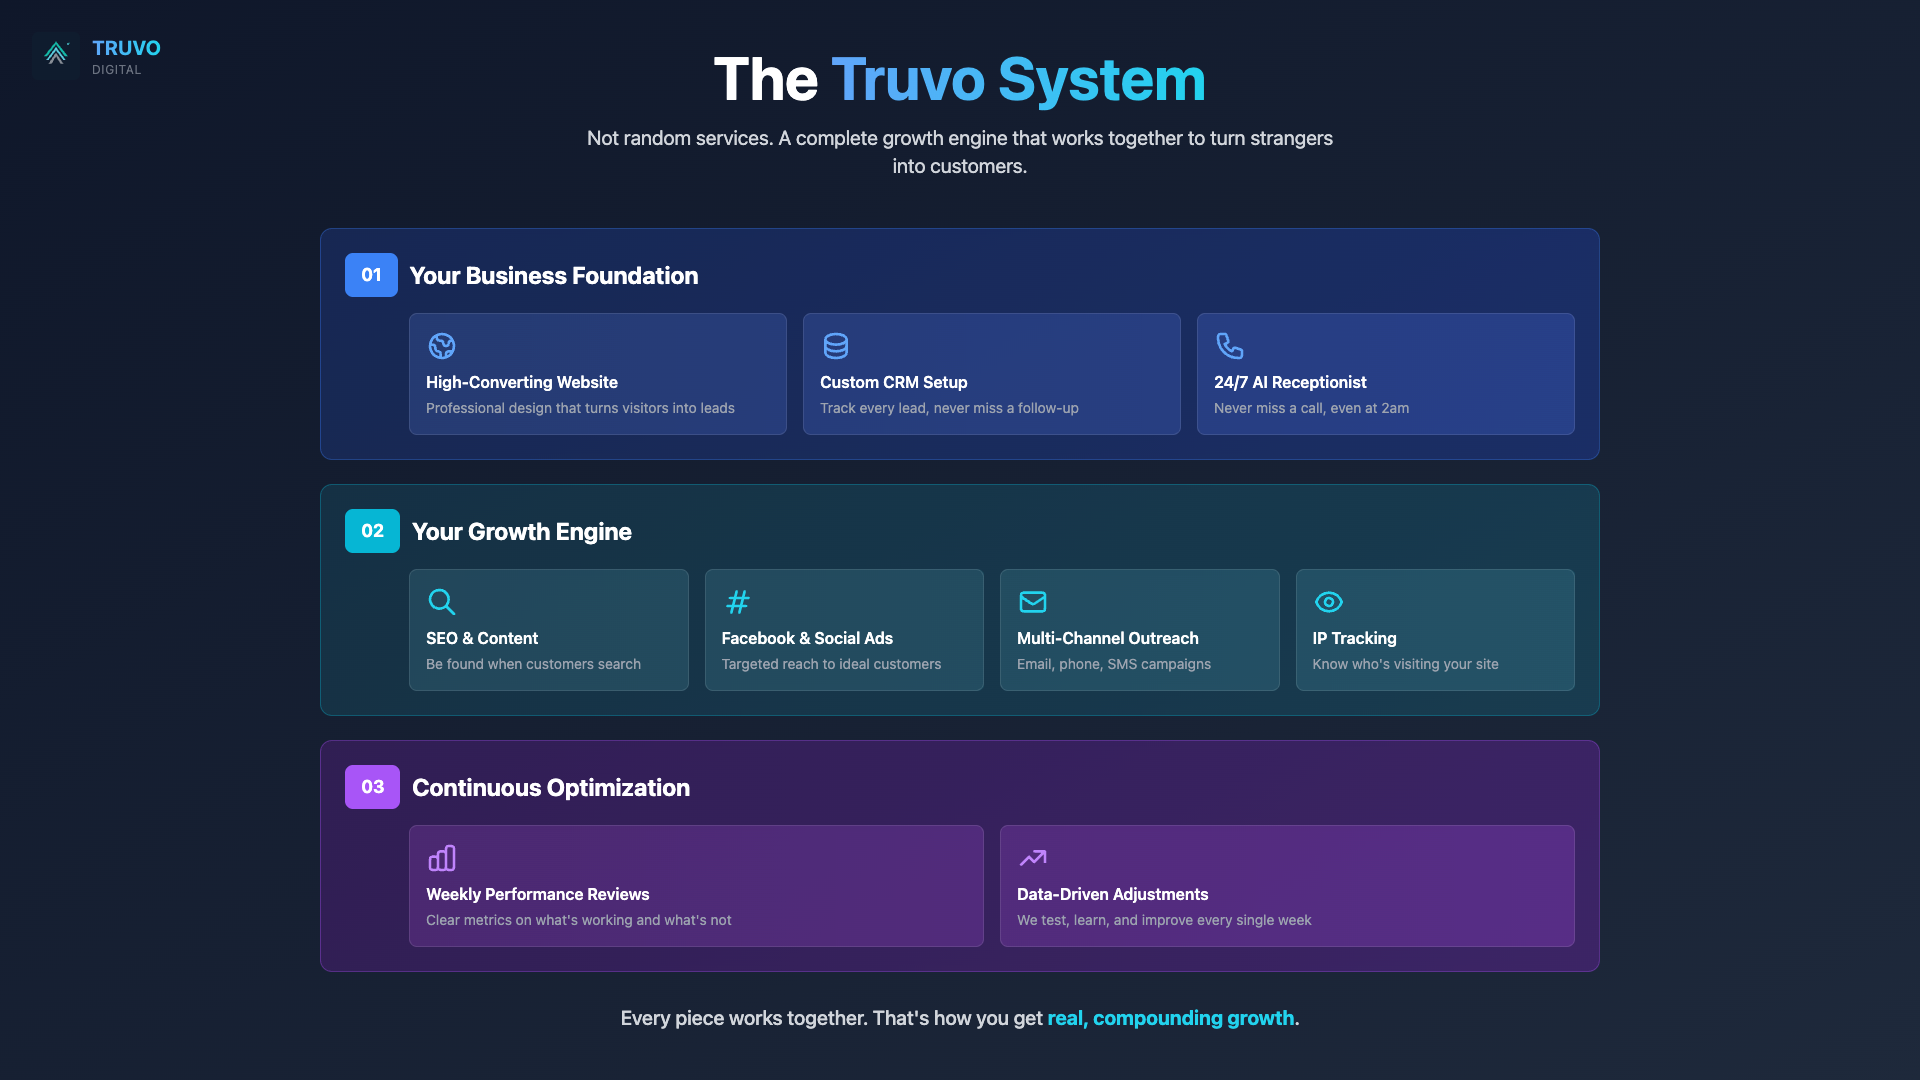 TRUVO
DIGITAL
The Truvo System
Not random services. A complete growth engine that works together to turn strangers
into customers.
01
Your Business Foundation
High-Converting Website
Professional design that turns visitors into leads
Custom CRM Setup
Track every lead, never miss a follow-up
24/7 AI Receptionist
Never miss a call, even at 2am
02
Your Growth Engine
SEO & Content
Be found when customers search
Facebook & Social Ads
Targeted reach to ideal customers
Multi-Channel Outreach
Email, phone, SMS campaigns
IP Tracking
Know who's visiting your site
03
Continuous Optimization
Weekly Performance Reviews
Clear metrics on what's working and what's not
Data-Driven Adjustments
We test, learn, and improve every single week
Every piece works together. That's how you get real, compounding growth.